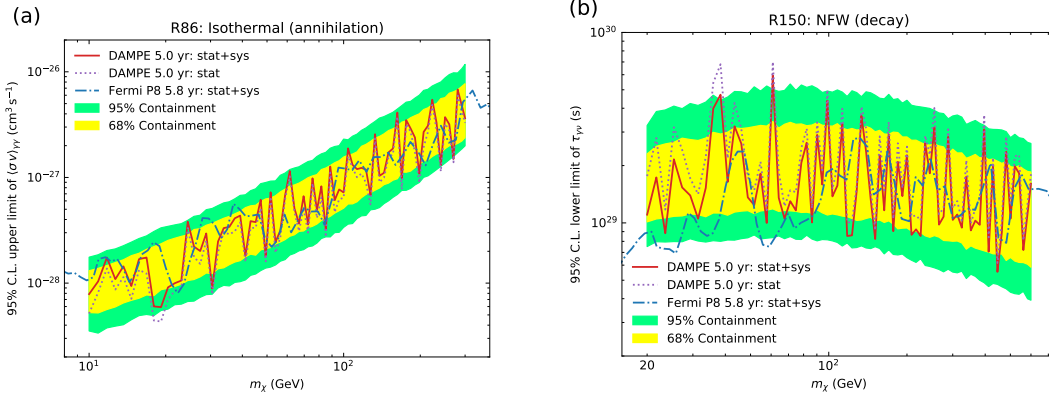 (a)
R86: Isothermal (annihilation)
95% C.L. upper limit of ⟨σv⟩γγ (cm³ s⁻¹)
10⁻²⁶
10⁻²⁷
10⁻²⁸
DAMPE 5.0 yr: stat+sys
DAMPE 5.0 yr: stat
Fermi P8 5.8 yr: stat+sys
95% Containment
68% Containment
10¹
10²
mχ (GeV)
(b)
R150: NFW (decay)
95% C.L. lower limit of τγν (s)
10³⁰
10²⁹
DAMPE 5.0 yr: stat+sys
DAMPE 5.0 yr: stat
Fermi P8 5.8 yr: stat+sys
95% Containment
68% Containment
20
10²
mχ (GeV)